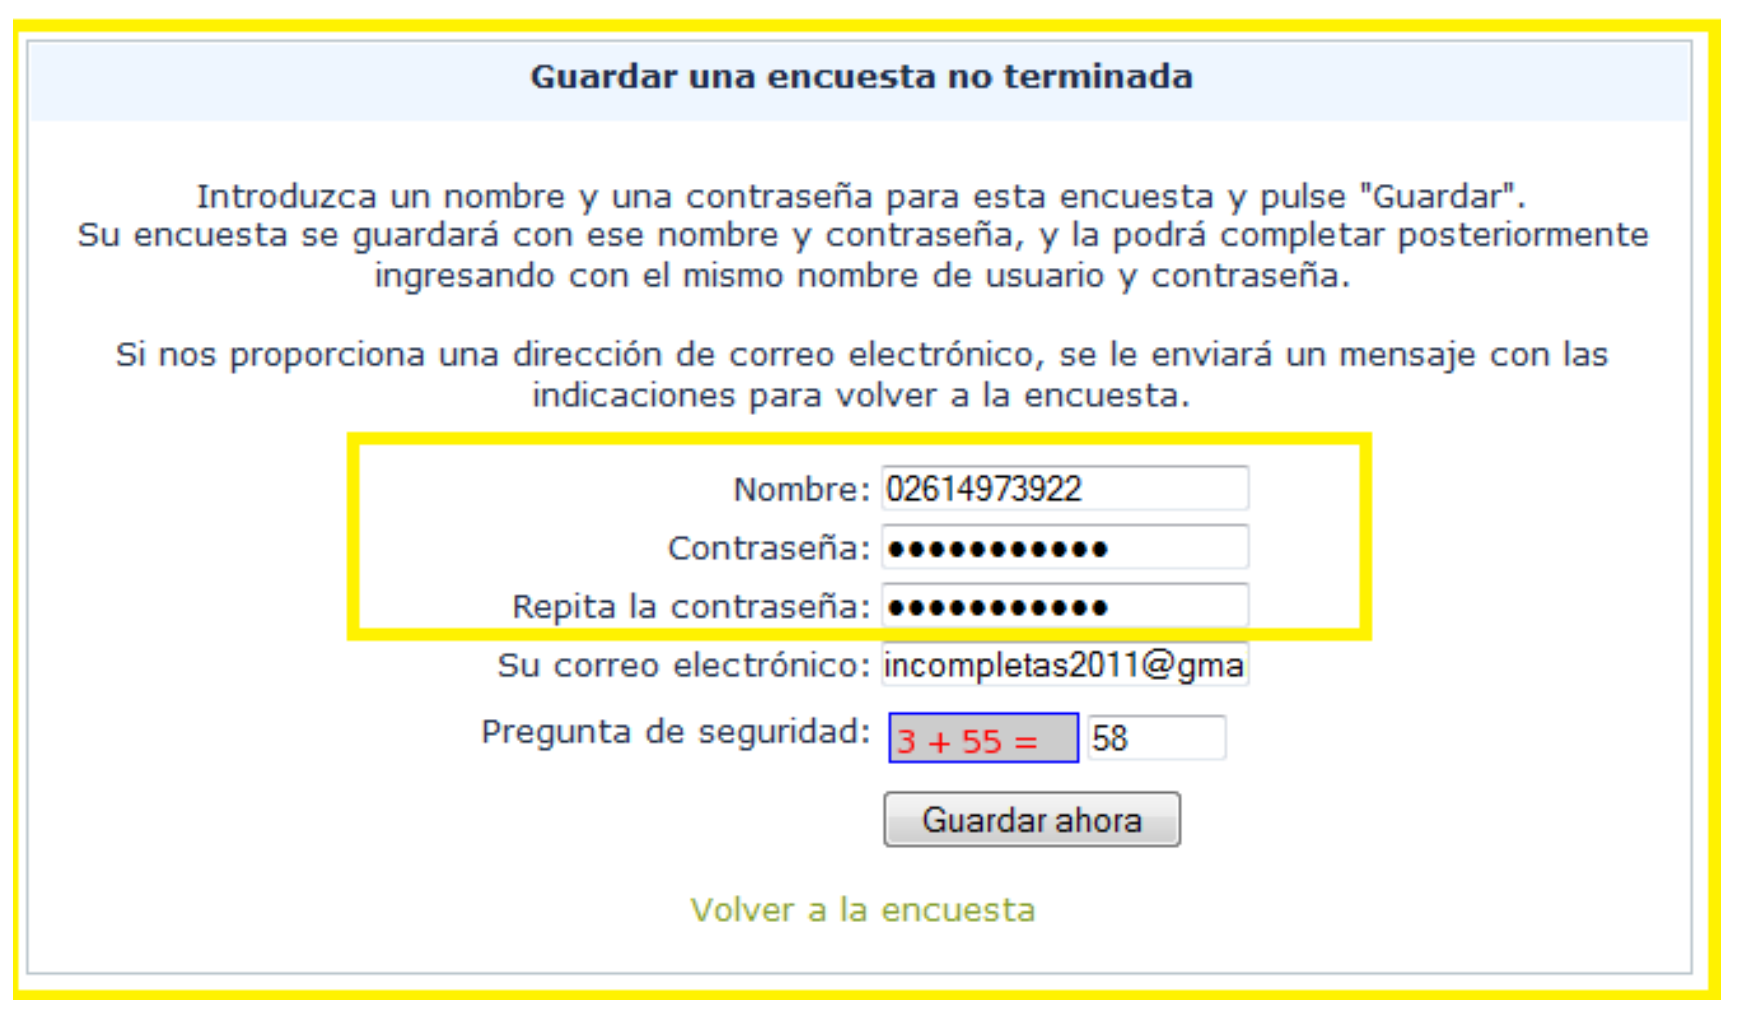 Guardar una encuesta no terminada
Introduzca un nombre y una contraseña para esta encuesta y pulse "Guardar".
Su encuesta se guardará con ese nombre y contraseña, y la podrá completar posteriormente
ingresando con el mismo nombre de usuario y contraseña.
Si nos proporciona una dirección de correo electrónico, se le enviará un mensaje con las
indicaciones para volver a la encuesta.
Nombre: 02614973922
Contraseña: •••••••••••
Repita la contraseña: •••••••••••
Su correo electrónico: incompletas2011@gma
Pregunta de seguridad: 3 + 55 = 58
Guardar ahora
Volver a la encuesta